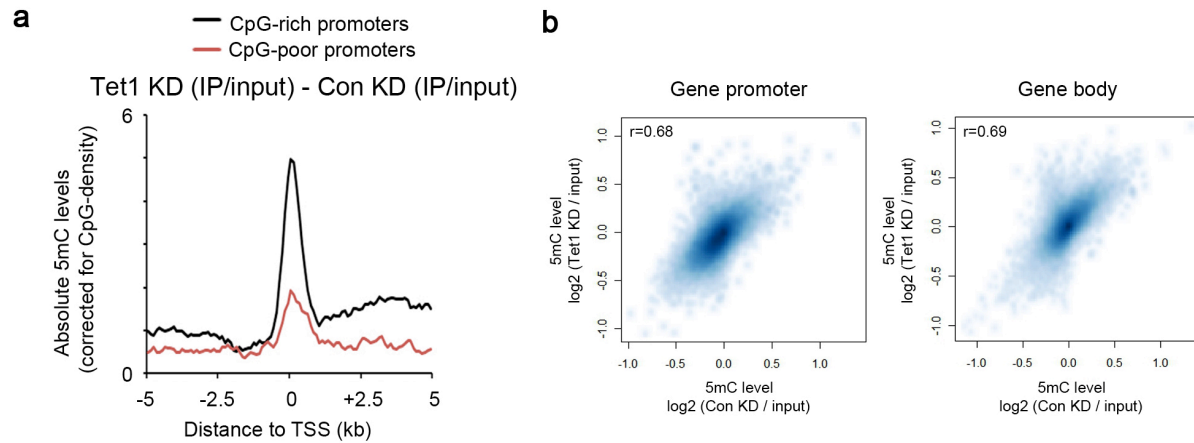 a
CpG-rich promoters
CpG-poor promoters
Tet1 KD (IP/input) - Con KD (IP/input)
Absolute 5mC levels
(corrected for CpG-density)
6
0
-5
-2.5
0
+2.5
5
Distance to TSS (kb)
b
Gene promoter
r=0.68
5mC level
log2 (Tet1 KD / input)
1.0
0.5
0.0
-0.5
-1.0
-1.0
-0.5
0.0
0.5
1.0
5mC level
log2 (Con KD / input)
Gene body
r=0.69
5mC level
log2 (Tet1 KD / input)
1.0
0.5
0.0
-0.5
-1.0
-1.0
-0.5
0.0
0.5
1.0
5mC level
log2 (Con KD / input)